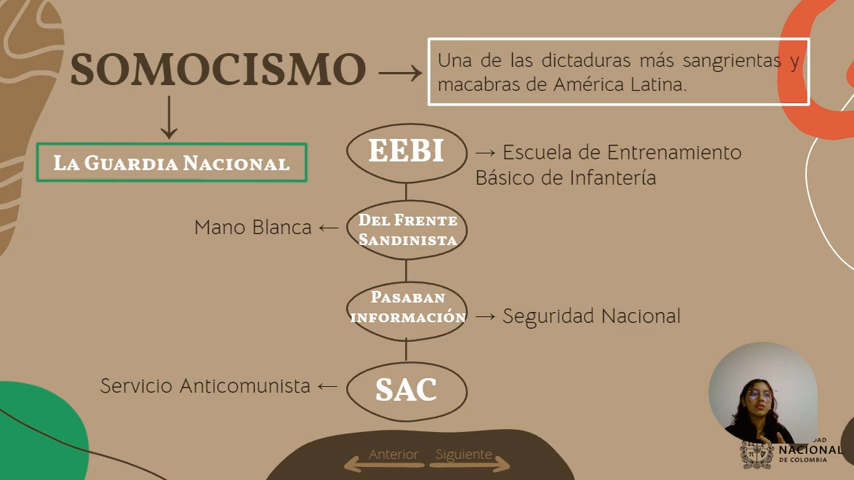 SOMOCISMO →
Una de las dictaduras más sangrientas y
macabras de América Latina.
LA GUARDIA NACIONAL
EEBI
→ Escuela de Entrenamiento
Básico de Infantería
Mano Blanca ←
DEL FRENTE
SANDINISTA
PASABAN
INFORMACIÓN
→ Seguridad Nacional
Servicio Anticomunista ←
SAC
Anterior Siguiente
NACIONAL
DE COLOMBIA